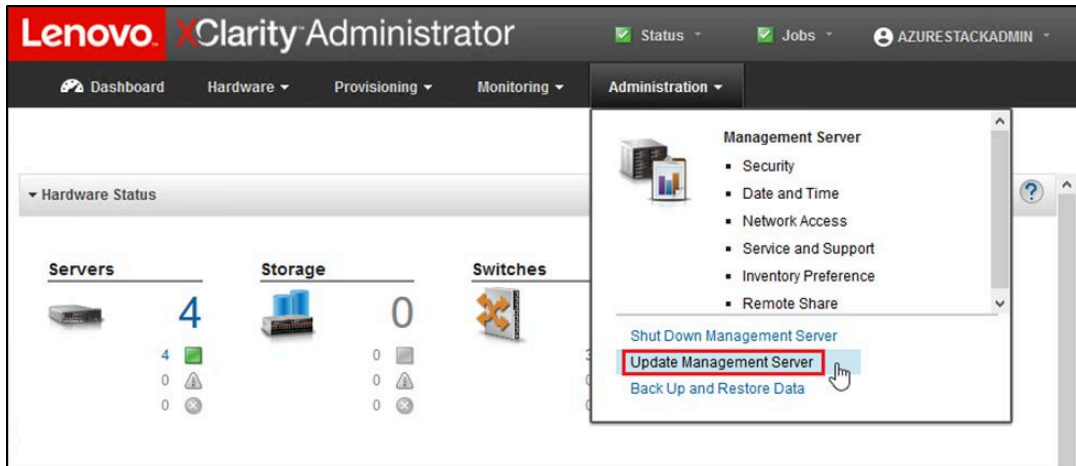 Lenovo. XClarity Administrator
Status
Jobs
AZURESTACKADMIN
Dashboard
Hardware
Provisioning
Monitoring
Administration
Management Server
Security
Date and Time
Network Access
Service and Support
Inventory Preference
Remote Share
Shut Down Management Server
Update Management Server
Back Up and Restore Data
Hardware Status
?
Servers
4
4
0
0
Storage
0
0
0
0
Switches